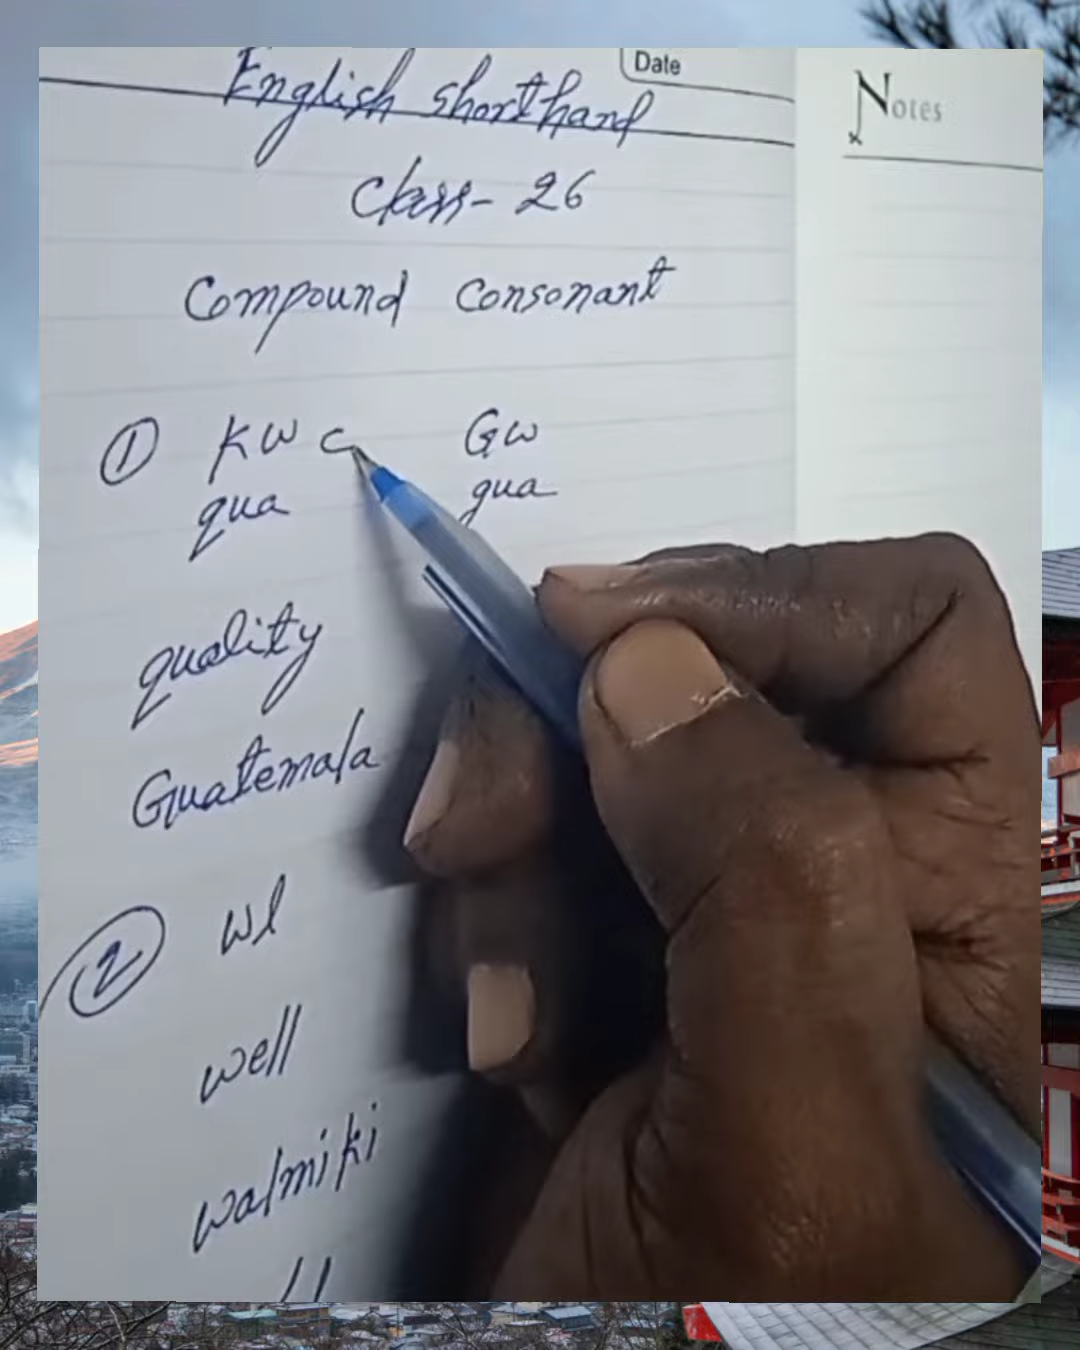 Date
Notes
English shorthand
Class- 26
Compound Consonant
① KW GW
qua gua
quality
Guatemala
② Wl
well
walmiki